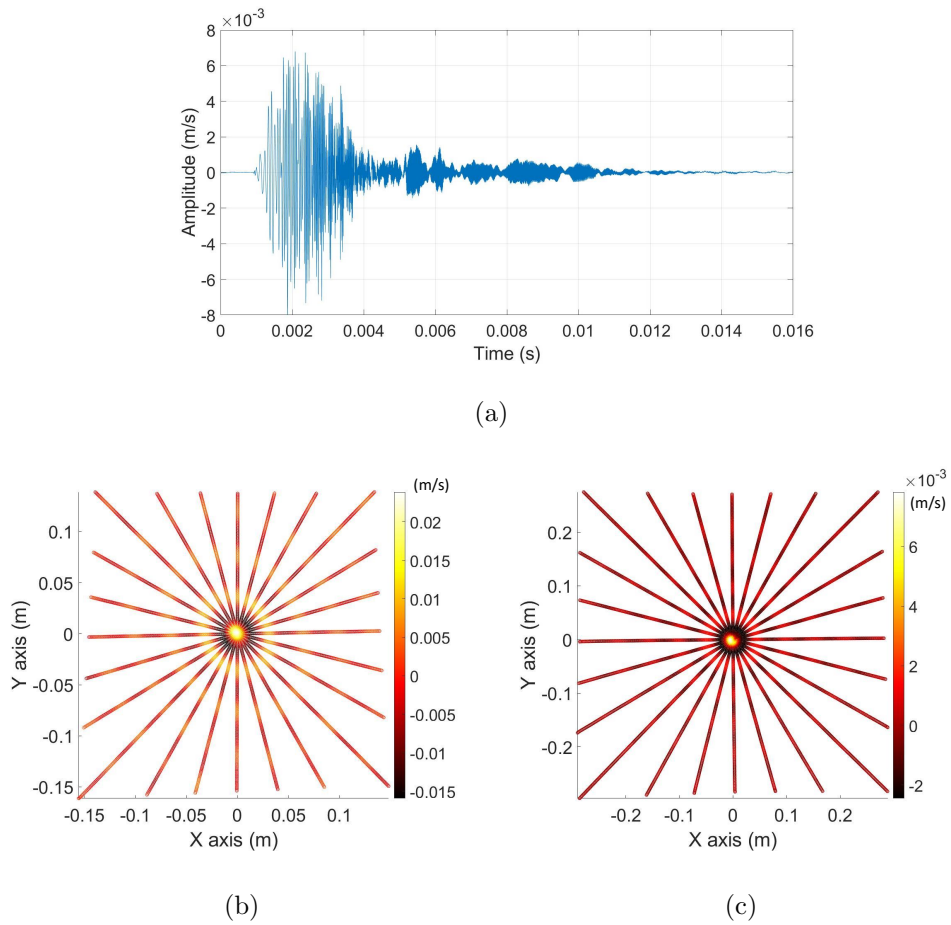 ×10⁻³
8
6
4
2
0
-2
-4
-6
-8
Amplitude (m/s)
0 0.002 0.004 0.006 0.008 0.01 0.012 0.014 0.016
Time (s)
(a)
(m/s)
0.1
0.05
0
-0.05
-0.1
-0.15
Y axis (m)
-0.15 -0.1 -0.05 0 0.05 0.1
X axis (m)
0.02
0.015
0.01
0.005
0
-0.005
-0.01
-0.015
(b)
×10⁻³
(m/s)
0.2
0.1
0
-0.1
-0.2
Y axis (m)
-0.2 -0.1 0 0.1 0.2
X axis (m)
6
4
2
0
-2
(c)